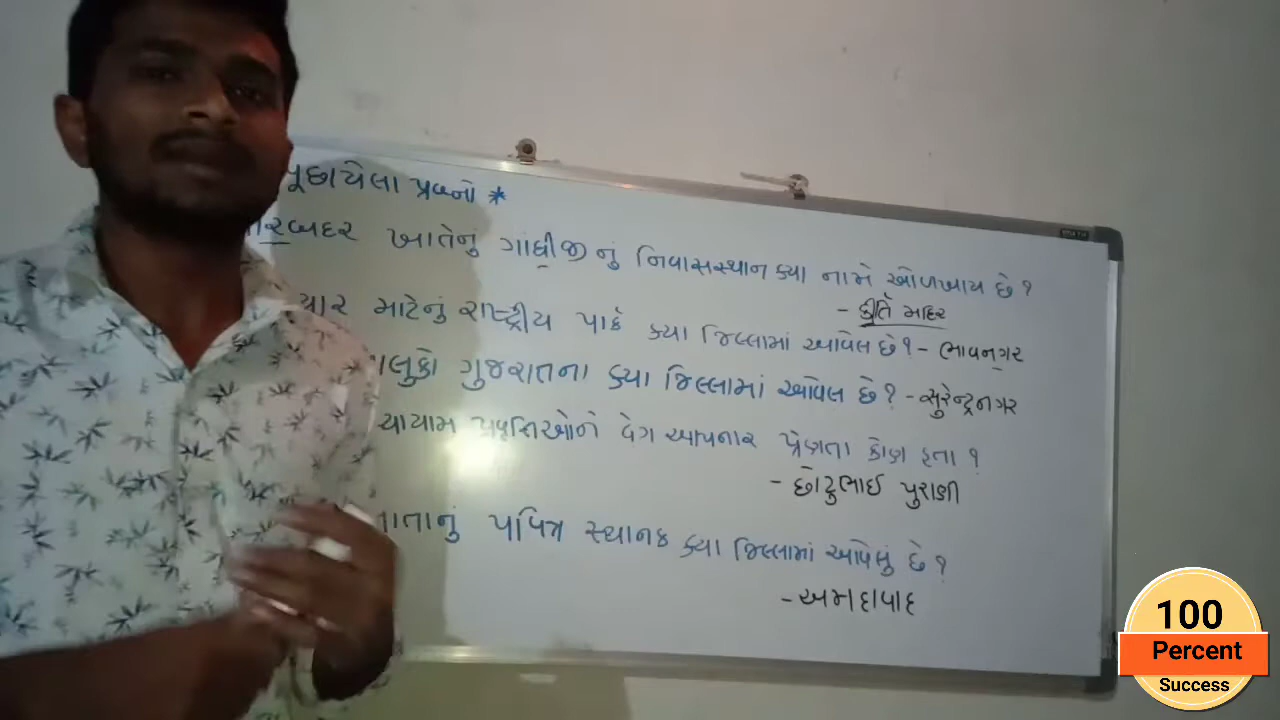 પૂછાયેલા પ્રશ્નો *
રબંદર ખાતેનું ગાંધીજીનું નિવાસસ્થાન ક્યા નામે ઓળખાય છે?
- કીર્તિ મંદિર
યાર માટેનું રાષ્ટ્રીય પાર્ક ક્યા જિલ્લામાં આવેલ છે? - ભાવનગર
લુકો ગુજરાતના ક્યા જિલ્લામાં આવેલ છે? - સુરેન્દ્રનગર
યાયામ પ્રવૃત્તિઓને વેગ આપનાર પ્રણેતા કોણ હતા?
- છોટુભાઈ પુરાણી
માતાનું પવિત્ર સ્થાનક ક્યા જિલ્લામાં આવેલું છે?
- અમદાવાદ
100
Percent
Success